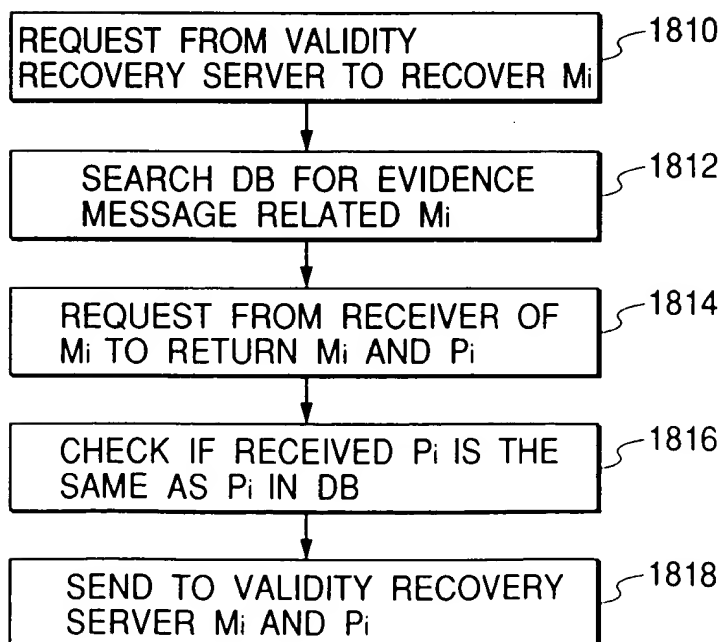 REQUEST FROM VALIDITY
RECOVERY SERVER TO RECOVER Mi
1810
SEARCH DB FOR EVIDENCE
MESSAGE RELATED Mi
1812
REQUEST FROM RECEIVER OF
Mi TO RETURN Mi AND Pi
1814
CHECK IF RECEIVED Pi IS THE
SAME AS Pi IN DB
1816
SEND TO VALIDITY RECOVERY
SERVER Mi AND Pi
1818